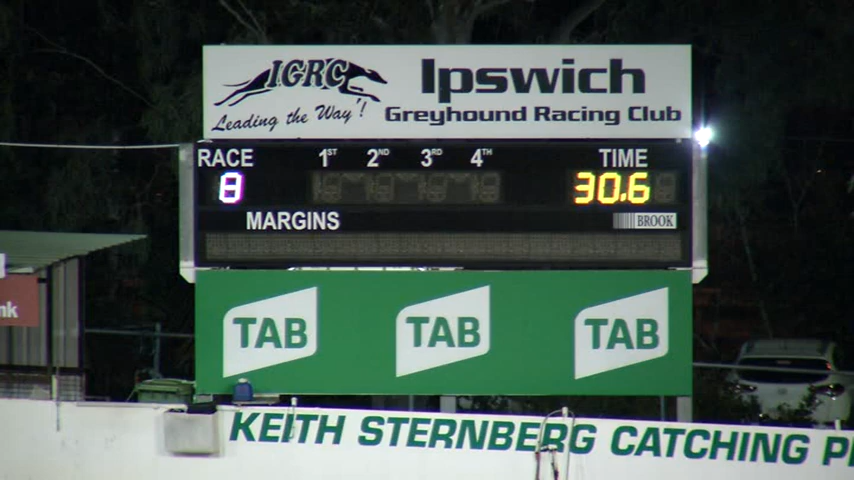 IGRC
Leading the Way!
Ipswich
Greyhound Racing Club
RACE 1ST 2ND 3RD 4TH TIME
8 30.6
MARGINS BROOK
TAB TAB TAB
KEITH STERNBERG CATCHING